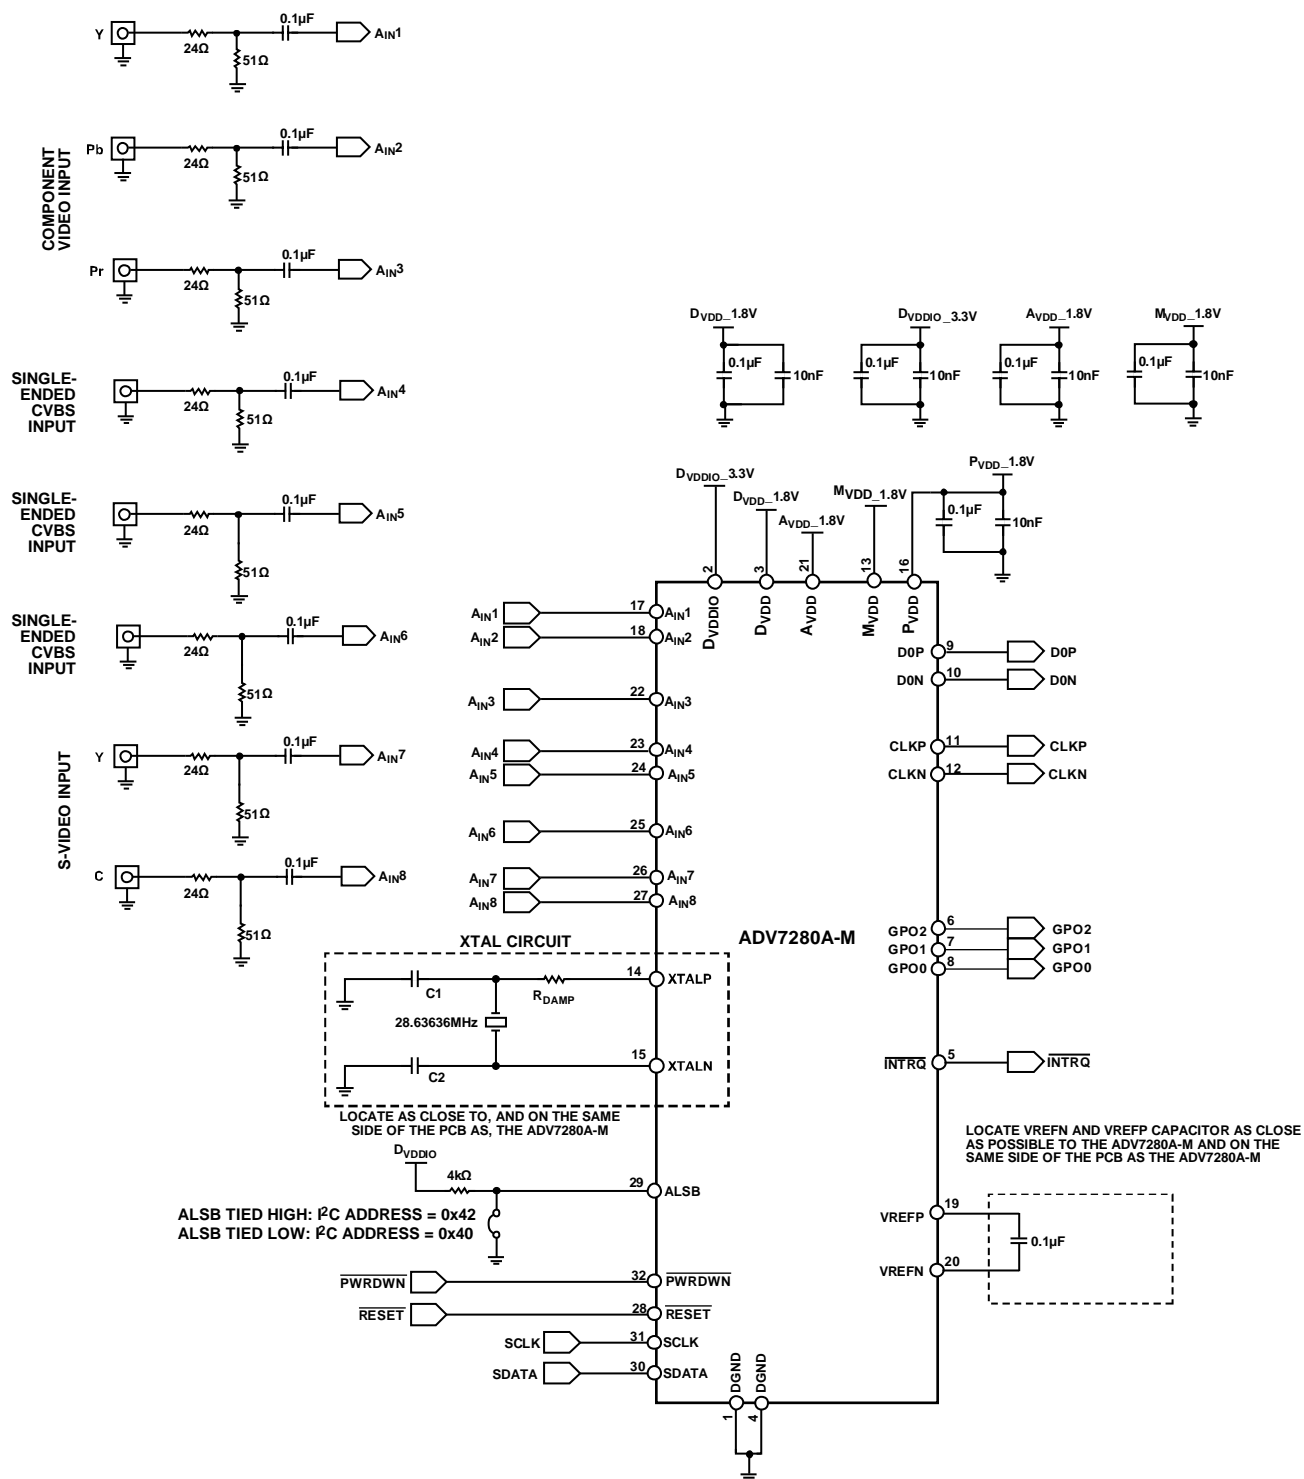 Y
24Ω
51Ω
0.1µF
AIN1
COMPONENT
VIDEO INPUT
Pb
24Ω
51Ω
0.1µF
AIN2
Pr
24Ω
51Ω
0.1µF
AIN3
SINGLE-
ENDED
CVBS
INPUT
24Ω
51Ω
0.1µF
AIN4
SINGLE-
ENDED
CVBS
INPUT
24Ω
51Ω
0.1µF
AIN5
SINGLE-
ENDED
CVBS
INPUT
24Ω
51Ω
0.1µF
AIN6
S-VIDEO INPUT
Y
24Ω
51Ω
0.1µF
AIN7
C
24Ω
51Ω
0.1µF
AIN8
DVDD_1.8V
0.1µF
10nF
DVDDIO_3.3V
0.1µF
10nF
AVDD_1.8V
0.1µF
10nF
MVDD_1.8V
0.1µF
10nF
PVDD_1.8V
0.1µF
10nF
DVDDIO_3.3V
DVDD_1.8V
AVDD_1.8V
MVDD_1.8V
2
3
21
13
16
DVDDIO
DVDD
AVDD
MVDD
PVDD
AIN1 17 AIN1
AIN2 18 AIN2
AIN3 22 AIN3
AIN4 23 AIN4
AIN5 24 AIN5
AIN6 25 AIN6
AIN7 26 AIN7
AIN8 27 AIN8
D0P 9 D0P
D0N 10 D0N
CLKP 11 CLKP
CLKN 12 CLKN
ADV7280A-M
GPO2 6 GPO2
GPO1 7 GPO1
GPO0 8 GPO0
INTRQ 5 INTRQ
XTAL CIRCUIT
C1
RDAMP
14 XTALP
28.63636MHz
C2
15 XTALN
LOCATE AS CLOSE TO, AND ON THE SAME
SIDE OF THE PCB AS, THE ADV7280A-M
LOCATE VREFN AND VREFP CAPACITOR AS CLOSE
AS POSSIBLE TO THE ADV7280A-M AND ON THE
SAME SIDE OF THE PCB AS THE ADV7280A-M
DVDDIO
4kΩ
29 ALSB
ALSB TIED HIGH: I2C ADDRESS = 0x42
ALSB TIED LOW: I2C ADDRESS = 0x40
VREFP 19
0.1µF
VREFN 20
PWRDWN 32 PWRDWN
RESET 28 RESET
SCLK 31 SCLK
SDATA 30 SDATA
DGND
DGND
1
4